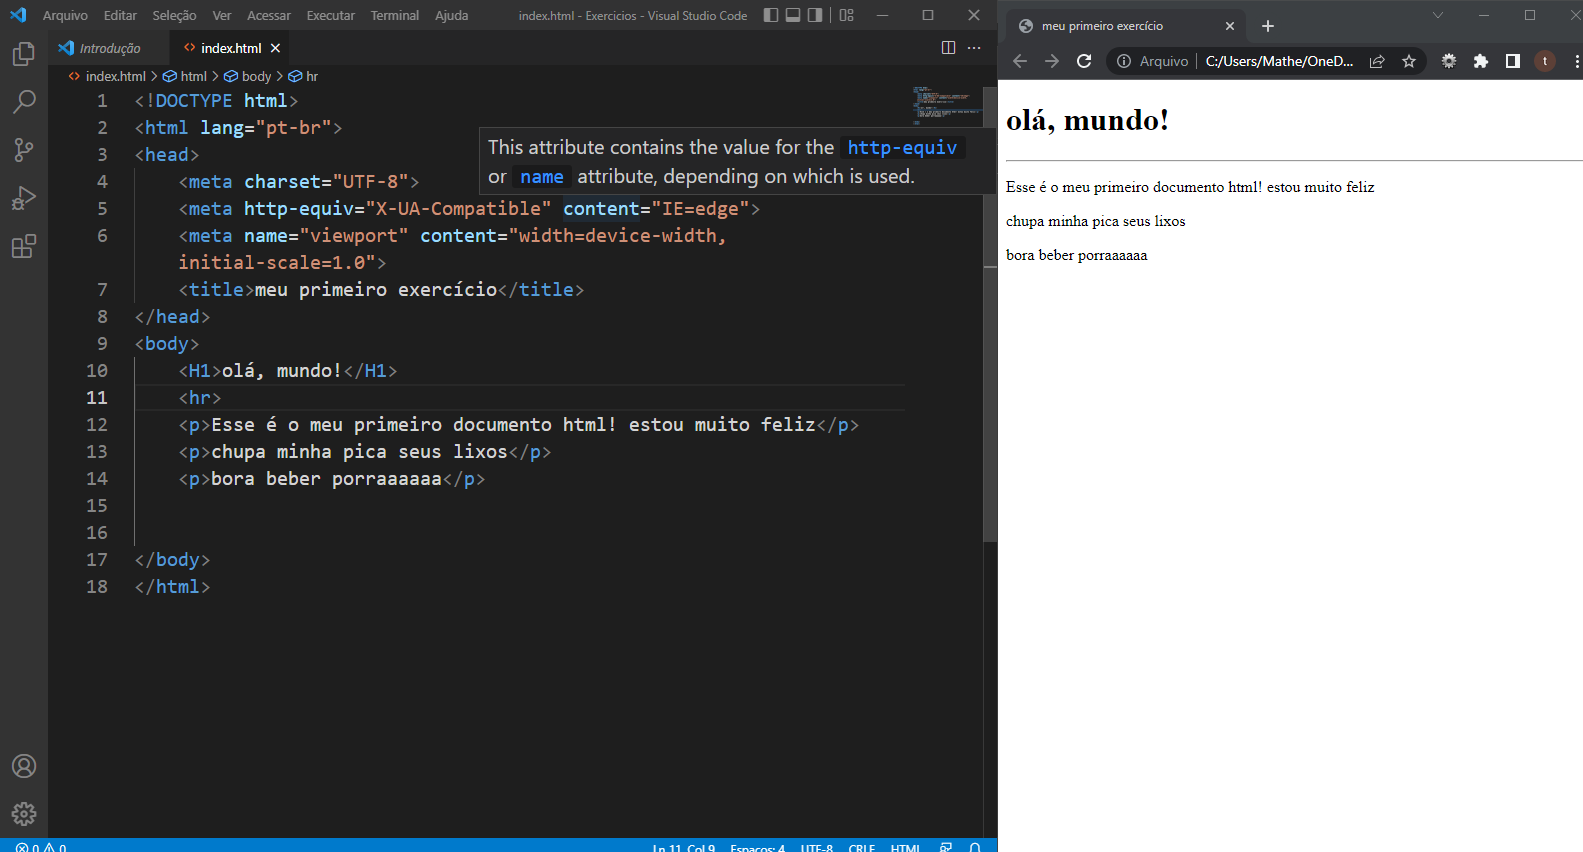 Arquivo Editar Seleção Ver Acessar Executar Terminal Ajuda index.html - Exercicios - Visual Studio Code
Introdução index.html
index.html > html > body > hr
1 <!DOCTYPE html>
2 <html lang="pt-br">
This attribute contains the value for the http-equiv
or name attribute, depending on which is used.
3 <head>
4 <meta charset="UTF-8">
5 <meta http-equiv="X-UA-Compatible" content="IE=edge">
6 <meta name="viewport" content="width=device-width,
initial-scale=1.0">
7 <title>meu primeiro exercício</title>
8 </head>
9 <body>
10 <H1>olá, mundo!</H1>
11 <hr>
12 <p>Esse é o meu primeiro documento html! estou muito feliz</p>
13 <p>chupa minha pica seus lixos</p>
14 <p>bora beber porraaaaaa</p>
15
16
17 </body>
18 </html>
0 0 Ln 11, Col 9 Espaços: 4 UTF-8 CRLF HTML
meu primeiro exercício
Arquivo | C:/Users/Mathe/OneD... t
olá, mundo!
Esse é o meu primeiro documento html! estou muito feliz
chupa minha pica seus lixos
bora beber porraaaaaa